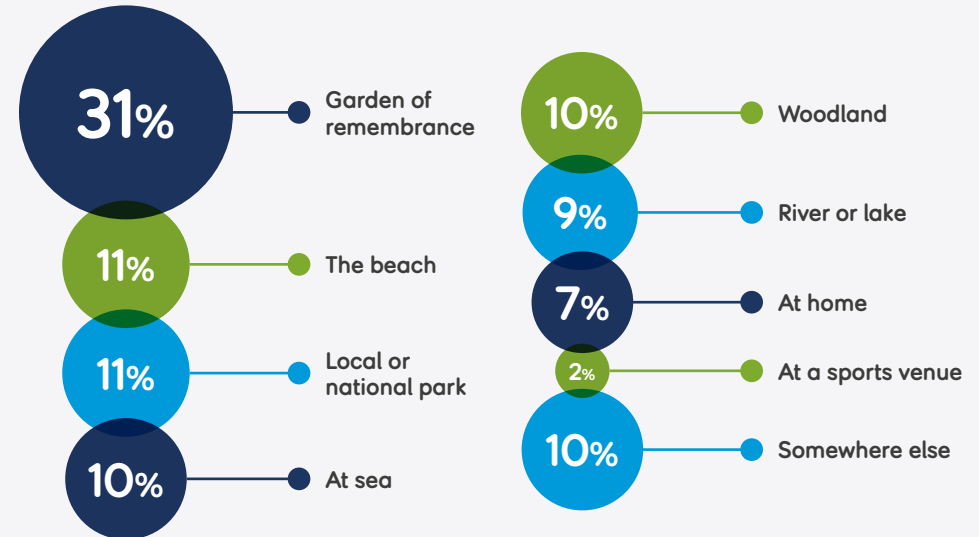 31%
Garden of
remembrance
11%
The beach
11%
Local or
national park
10%
At sea
10%
Woodland
9%
River or lake
7%
At home
2%
At a sports venue
10%
Somewhere else